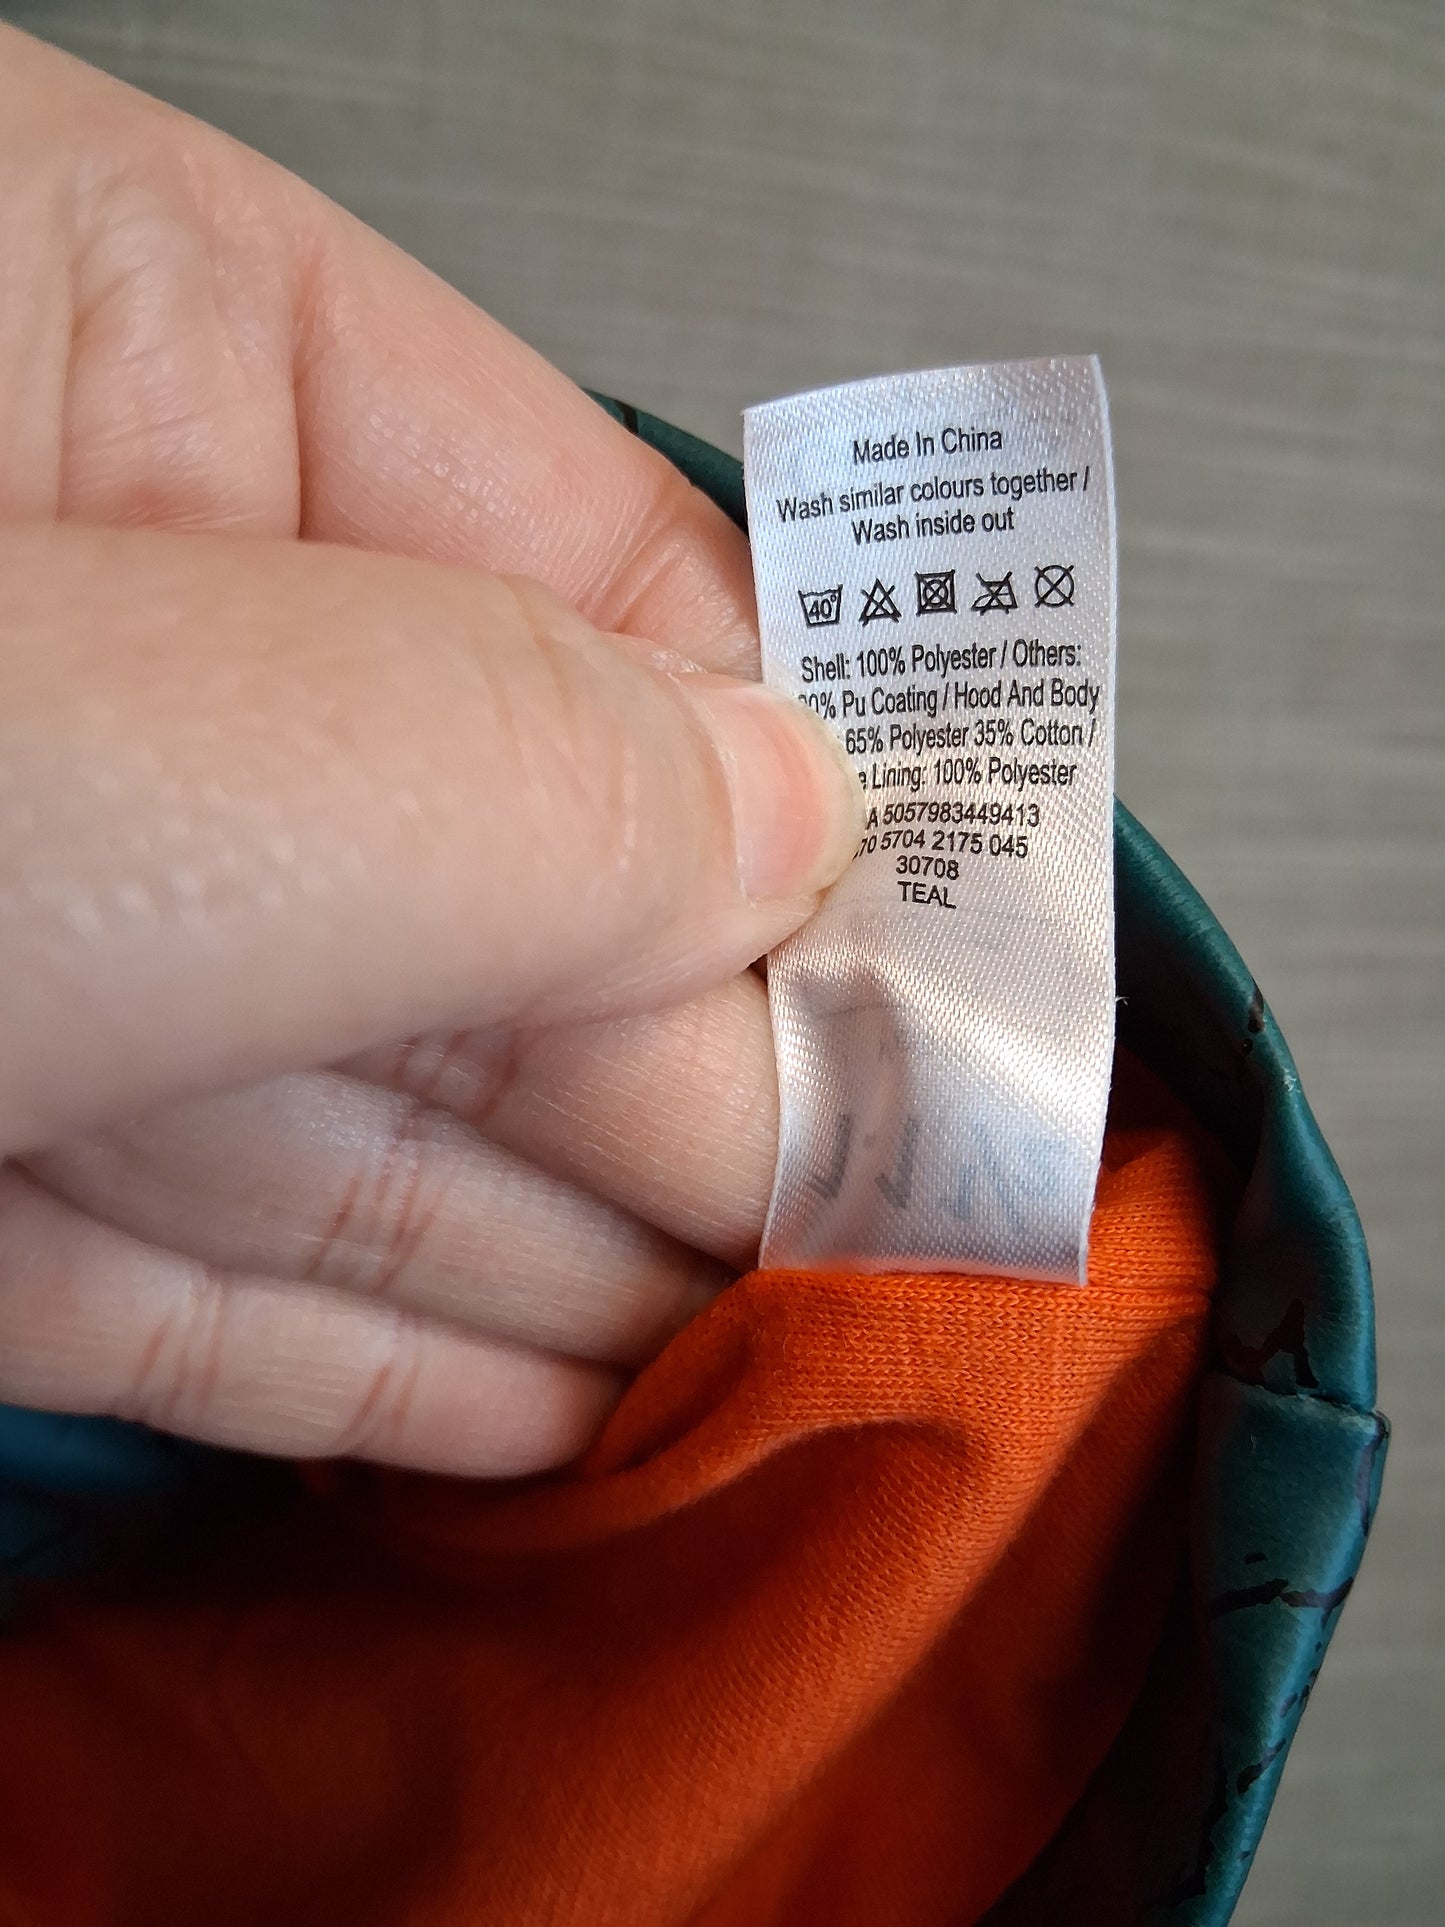 Made In China
Wash similar colours together /
Wash inside out
40°
Shell: 100% Polyester / Others:
Pu Coating / Hood And Body
65% Polyester 35% Cotton /
Lining: 100% Polyester
5057983449413
5704 2175 045
30708
TEAL